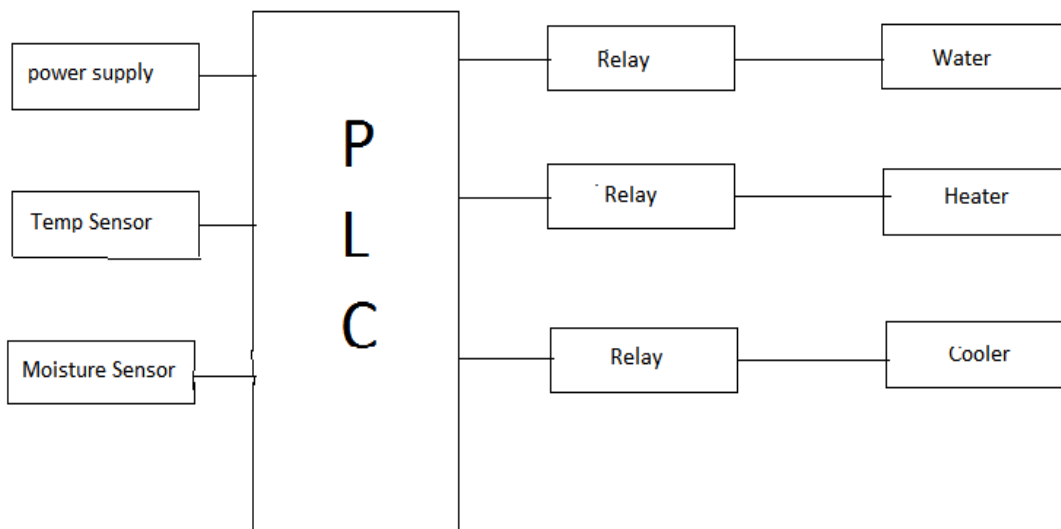 power supply
Temp Sensor
Moisture Sensor
P
L
C
Relay
Relay
Relay
Water
Heater
Cooler